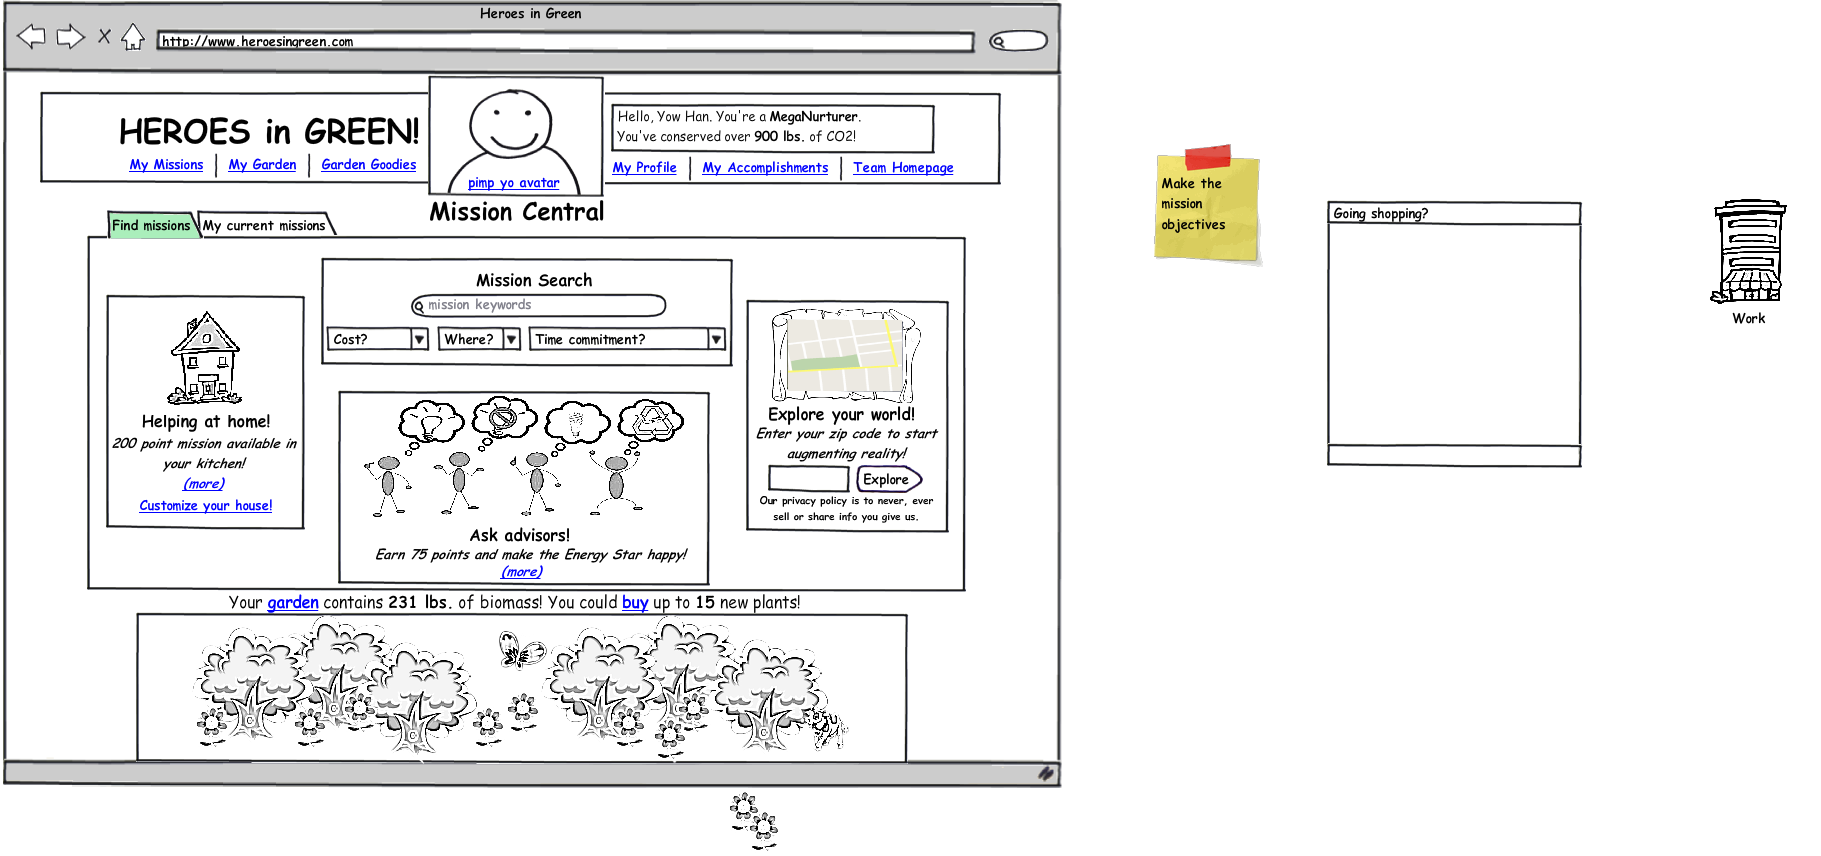 Heroes in Green
http://www.heroesingreen.com
HEROES in GREEN!
My Missions | My Garden | Garden Goodies
pimp yo avatar
Hello, Yow Han. You're a MegaNurturer.
You've conserved over 900 lbs. of CO2!
My Profile | My Accomplishments | Team Homepage
Mission Central
Find missions
My current missions
Mission Search
mission keywords
Cost?
Where?
Time commitment?
Helping at home!
200 point mission available in
your kitchen!
(more)
Customize your house!
Ask advisors!
Earn 75 points and make the Energy Star happy!
(more)
Explore your world!
Enter your zip code to start
augmenting reality!
Explore
Our privacy policy is to never, ever
sell or share info you give us.
Your garden contains 231 lbs. of biomass! You could buy up to 15 new plants!
C
C
C
C
C
C
Make the
mission
objectives
Going shopping?
Work